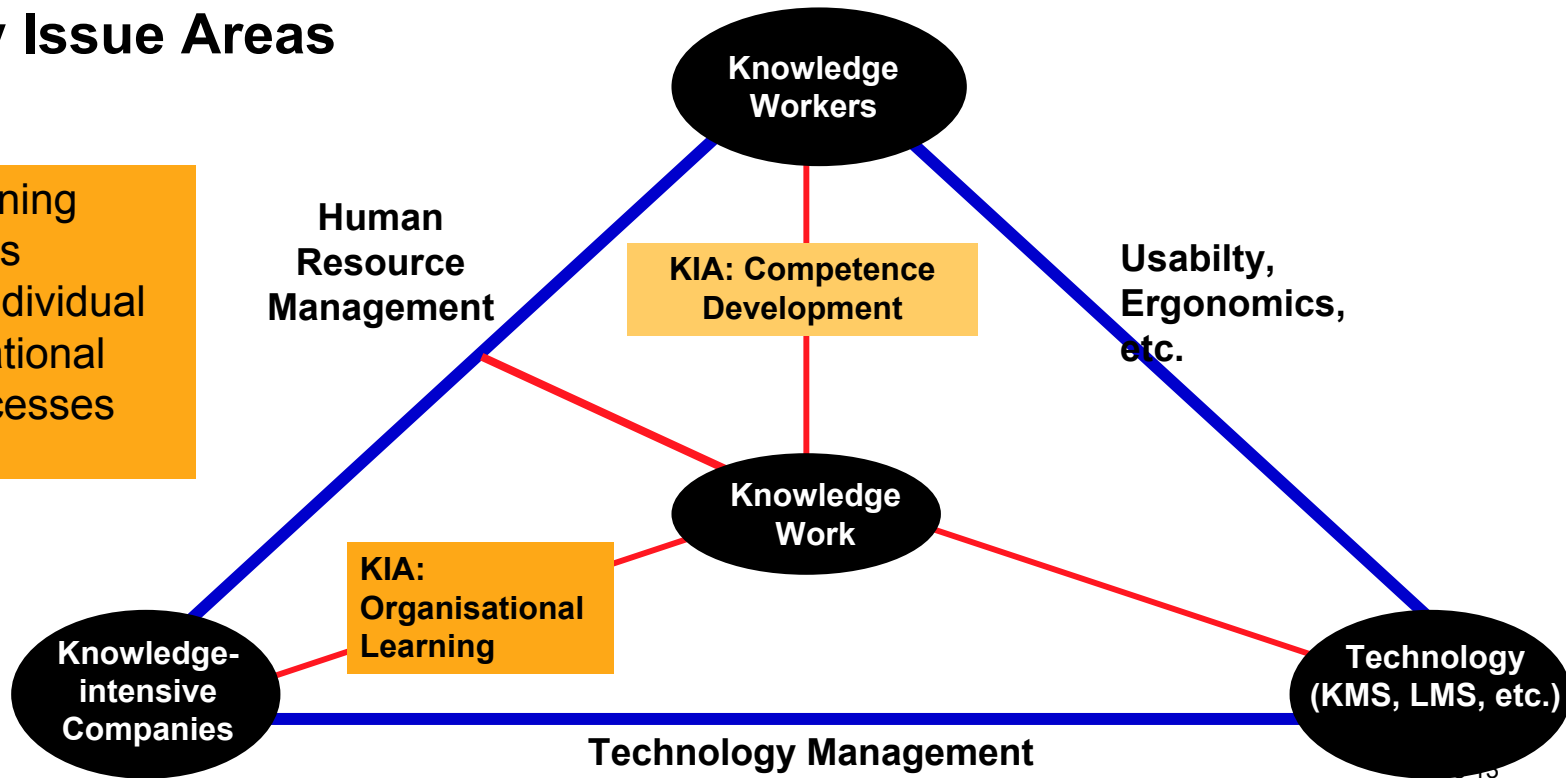 y Issue Areas
Knowledge
Workers
ning
s
dividual
ational
cesses
Human
Resource
Management
KIA: Competence
Development
Usabilty,
Ergonomics,
etc.
Knowledge
Work
KIA:
Organisational
Learning
Knowledge-
intensive
Companies
Technology
(KMS, LMS, etc.)
Technology Management
13